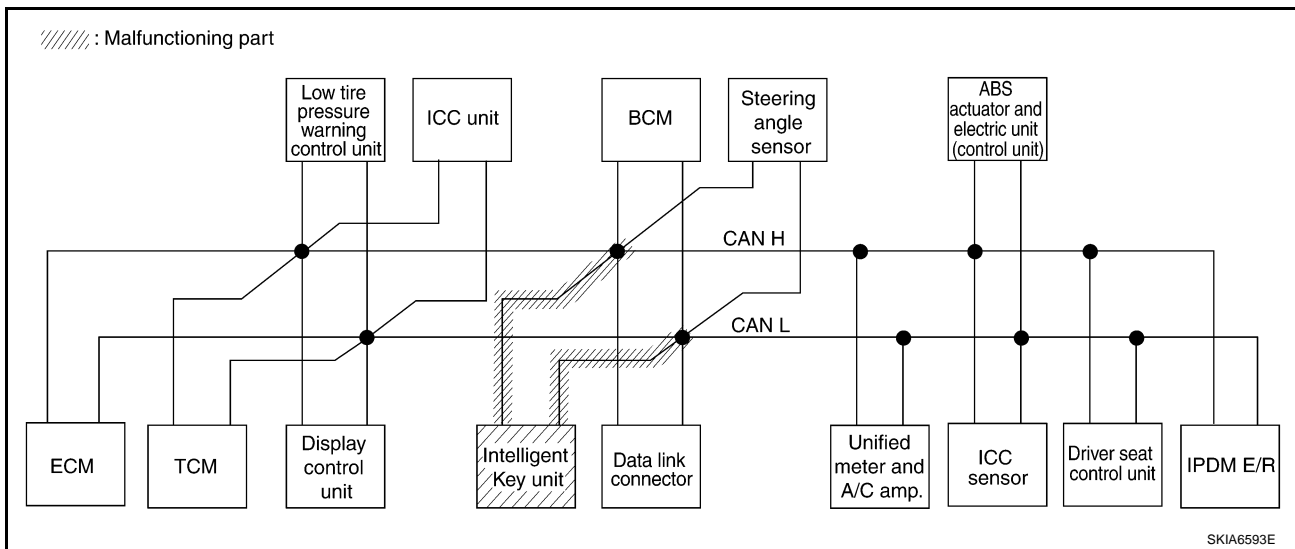 : Malfunctioning part
Low tire
pressure
warning
control unit
ICC unit
BCM
Steering
angle
sensor
ABS
actuator and
electric unit
(control unit)
CAN H
CAN L
ECM
TCM
Display
control
unit
Intelligent
Key unit
Data link
connector
Unified
meter and
A/C amp.
ICC
sensor
Driver seat
control unit
IPDM E/R
SKIA6593E